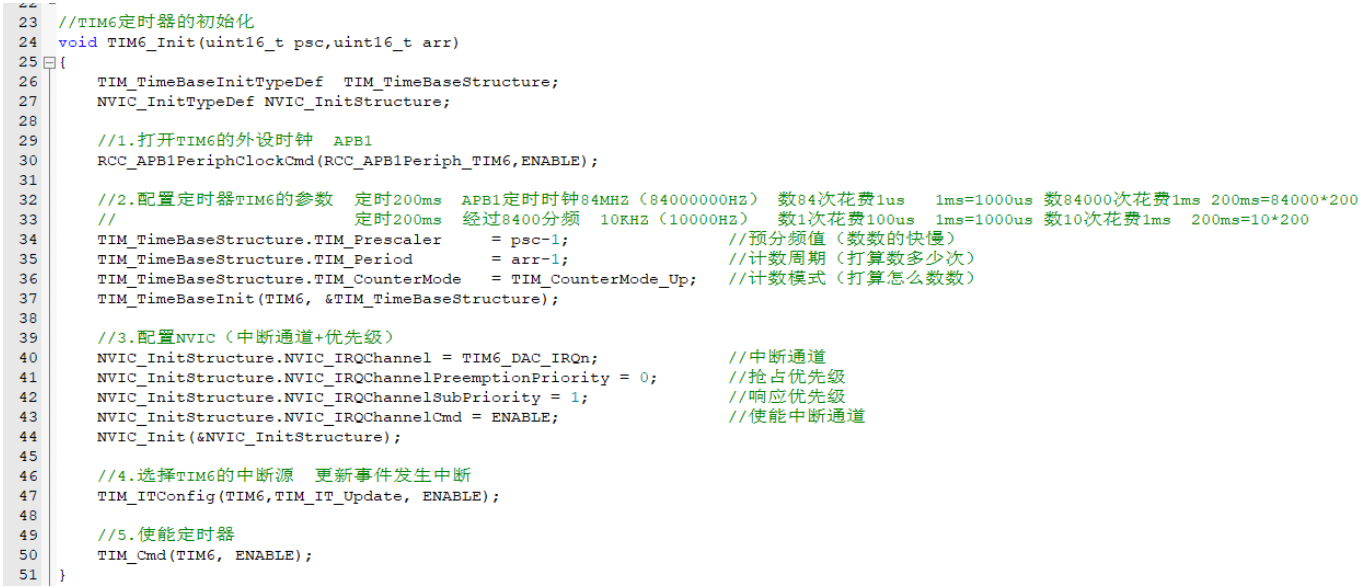 23 //TIM6定时器的初始化
24 void TIM6_Init(uint16_t psc,uint16_t arr)
25 {
26 TIM_TimeBaseInitTypeDef  TIM_TimeBaseStructure;
27 NVIC_InitTypeDef NVIC_InitStructure;
28
29 //1.打开TIM6的外设时钟  APB1
30 RCC_APB1PeriphClockCmd(RCC_APB1Periph_TIM6,ENABLE);
31
32 //2.配置定时器TIM6的参数  定时200ms  APB1定时时钟84MHZ（84000000HZ） 数84次花费1us   1ms=1000us 数84000次花费1ms 200ms=84000*200
33 //                        定时200ms  经过8400分频  10KHZ（10000HZ）  数1次花费100us  1ms=1000us 数10次花费1ms  200ms=10*200
34 TIM_TimeBaseStructure.TIM_Prescaler     = psc-1;                //预分频值（数数的快慢）
35 TIM_TimeBaseStructure.TIM_Period        = arr-1;                //计数周期（打算数多少次）
36 TIM_TimeBaseStructure.TIM_CounterMode   = TIM_CounterMode_Up;   //计数模式（打算怎么数数）
37 TIM_TimeBaseInit(TIM6, &TIM_TimeBaseStructure);
38
39 //3.配置NVIC（中断通道+优先级）
40 NVIC_InitStructure.NVIC_IRQChannel = TIM6_DAC_IRQn;             //中断通道
41 NVIC_InitStructure.NVIC_IRQChannelPreemptionPriority = 0;       //抢占优先级
42 NVIC_InitStructure.NVIC_IRQChannelSubPriority = 1;              //响应优先级
43 NVIC_InitStructure.NVIC_IRQChannelCmd = ENABLE;                 //使能中断通道
44 NVIC_Init(&NVIC_InitStructure);
45
46 //4.选择TIM6的中断源  更新事件发生中断
47 TIM_ITConfig(TIM6,TIM_IT_Update, ENABLE);
48
49 //5.使能定时器
50 TIM_Cmd(TIM6, ENABLE);
51 }